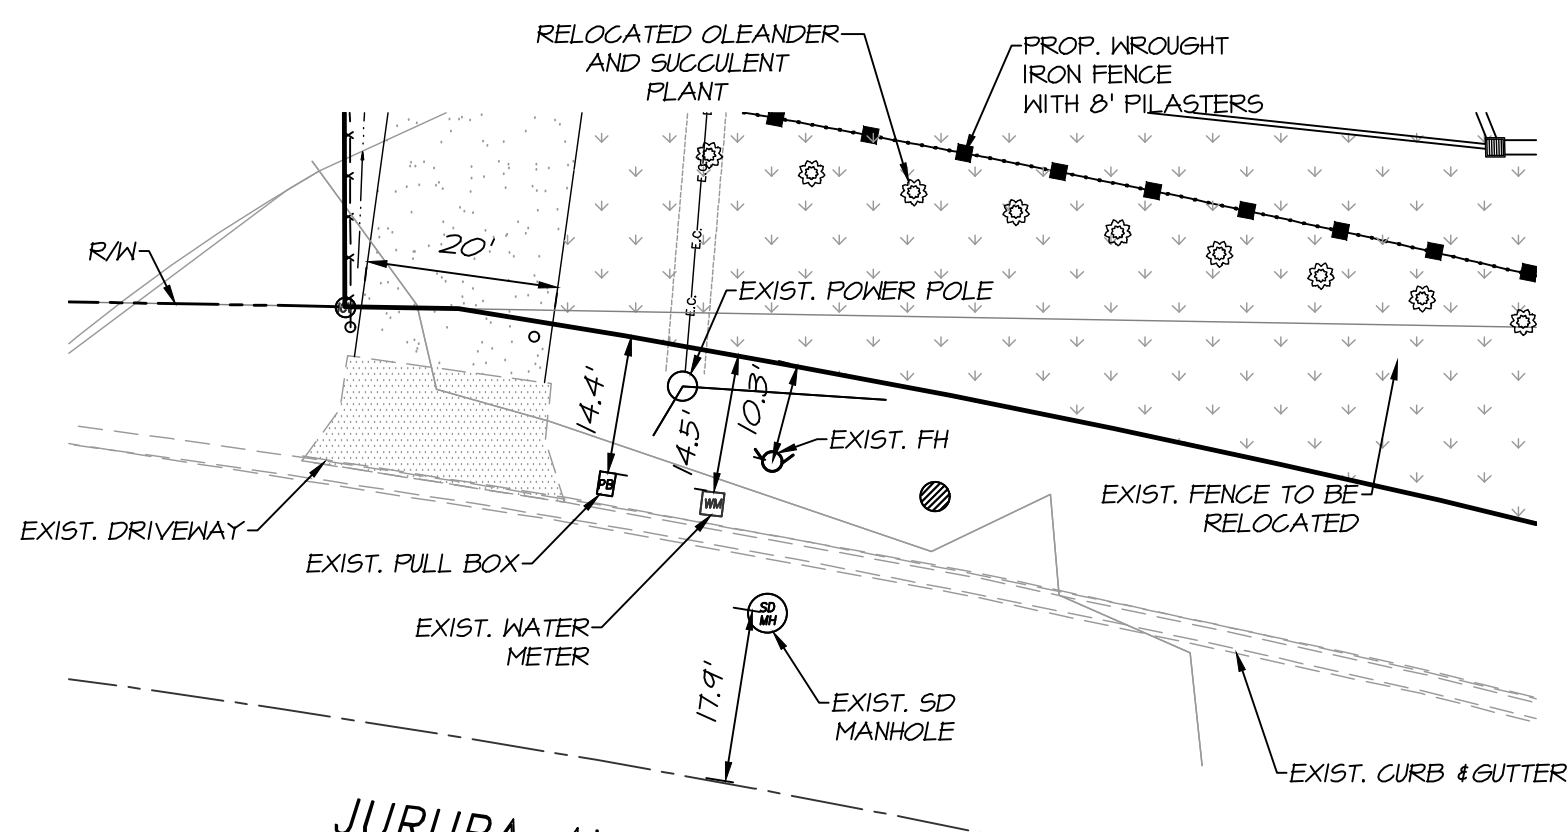 RELOCATED OLEANDER
AND SUCCULENT
PLANT
PROP. WROUGHT
IRON FENCE
WITH 8' PILASTERS
R/W
20'
E.C.
E.C.
E.C.
EXIST. POWER POLE
14.4'
14.5'
10.3'
EXIST. FH
PB
WM
EXIST. FENCE TO BE
RELOCATED
EXIST. DRIVEWAY
EXIST. PULL BOX
EXIST. WATER
METER
SD
MH
17.9'
EXIST. SD
MANHOLE
EXIST. CURB & GUTTER
JURUPA